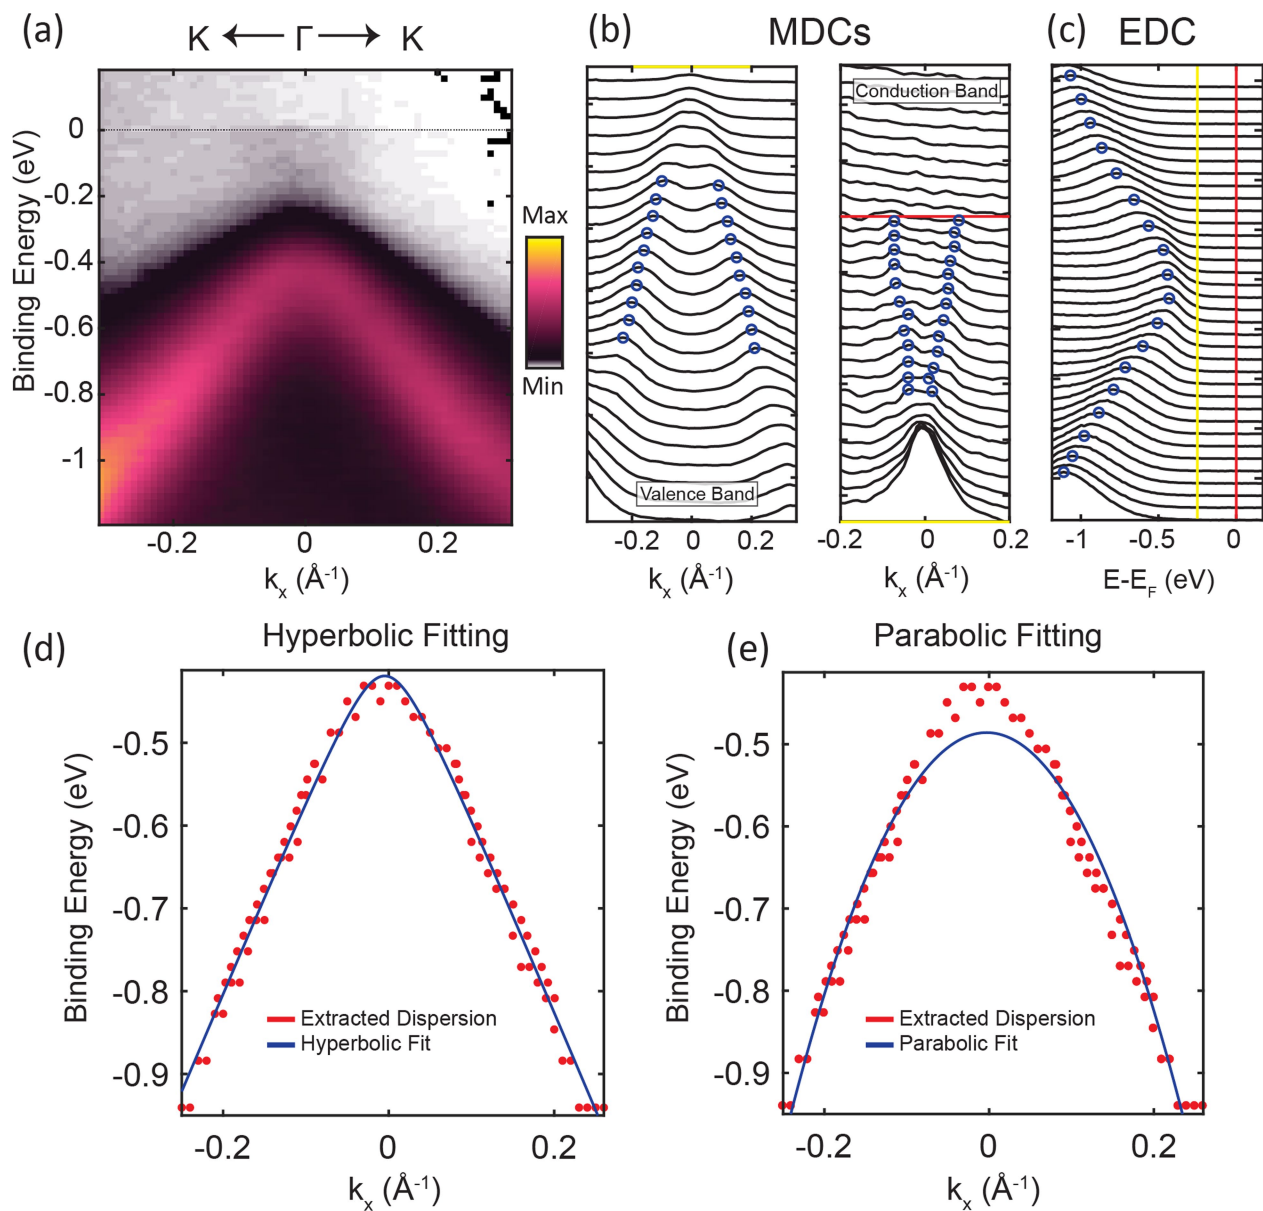 (a)
K ← Γ → K
Binding Energy (eV)
0
-0.2
-0.4
-0.6
-0.8
-1
-0.2 0 0.2
kx (Å-1)
Max
Min
(b) MDCs
Valence Band
-0.2 0 0.2
kx (Å-1)
Conduction Band
-0.2 0 0.2
kx (Å-1)
(c) EDC
-1 -0.5 0
E-EF (eV)
(d) Hyperbolic Fitting
Binding Energy (eV)
-0.5
-0.6
-0.7
-0.8
-0.9
Extracted Dispersion
Hyperbolic Fit
-0.2 0 0.2
kx (Å-1)
(e) Parabolic Fitting
Binding Energy (eV)
-0.5
-0.6
-0.7
-0.8
-0.9
Extracted Dispersion
Parabolic Fit
-0.2 0 0.2
kx (Å-1)